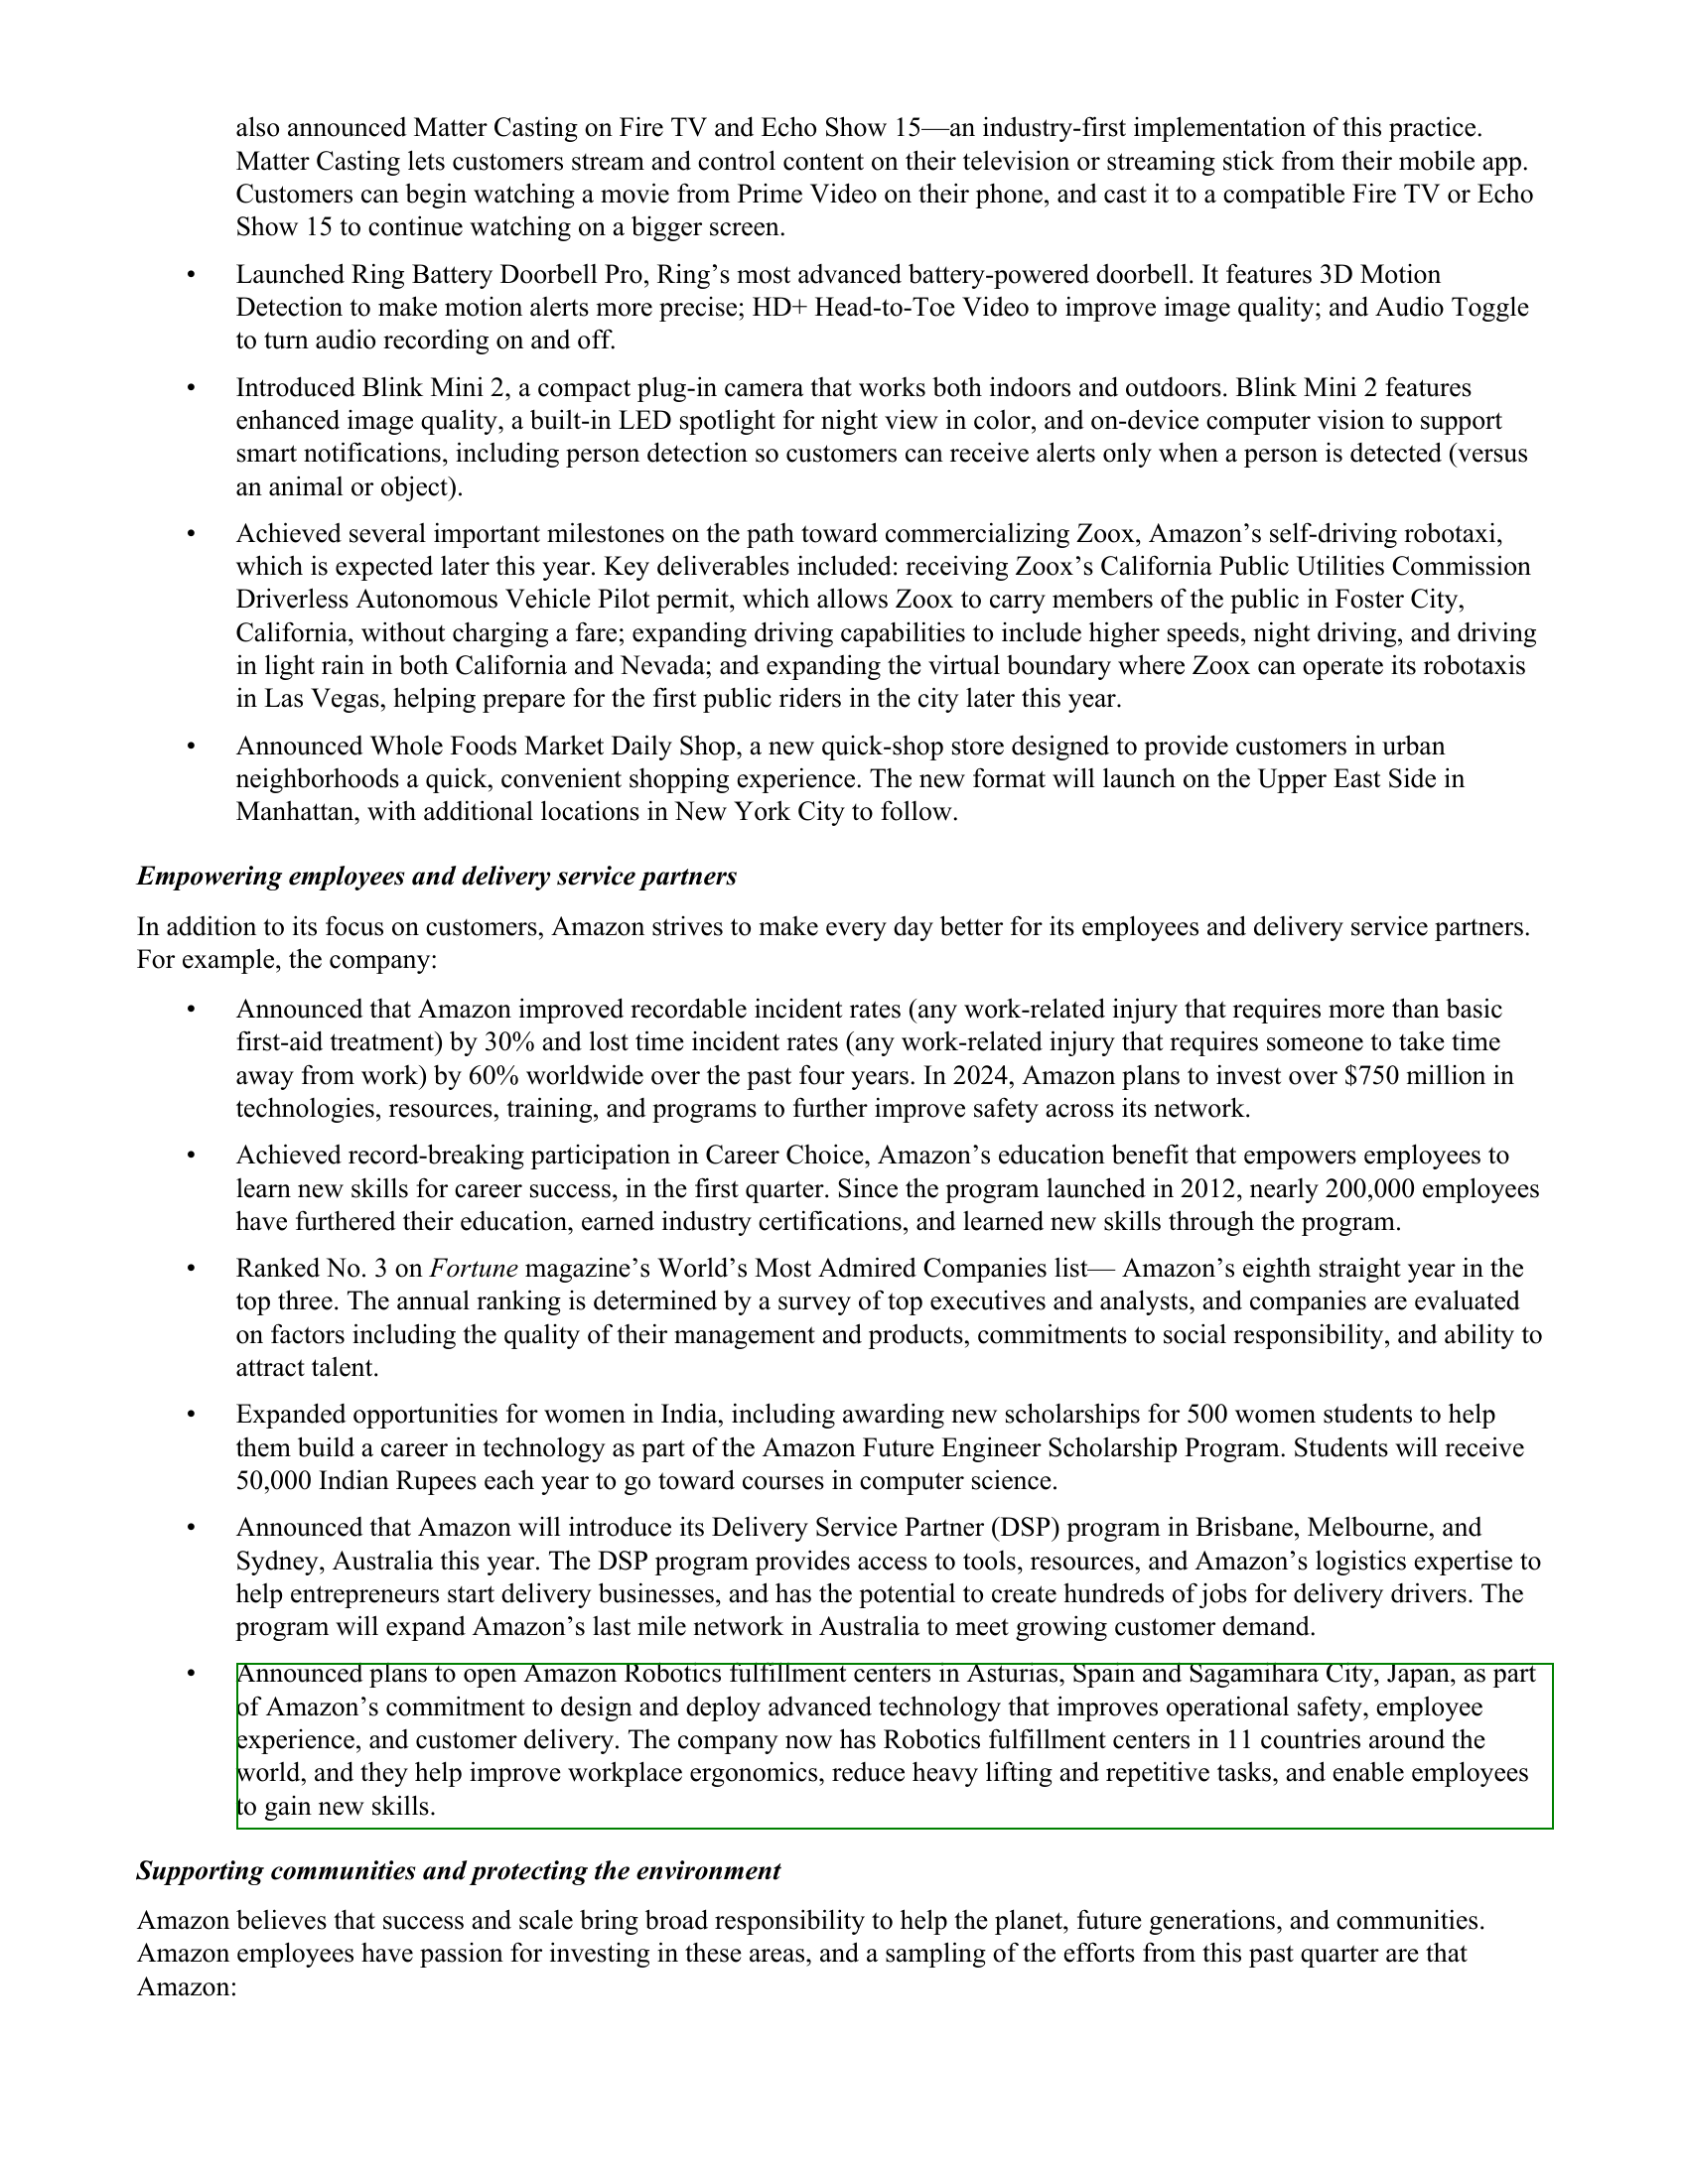 also announced Matter Casting on Fire TV and Echo Show 15—an industry-first implementation of this practice.
Matter Casting lets customers stream and control content on their television or streaming stick from their mobile app.
Customers can begin watching a movie from Prime Video on their phone, and cast it to a compatible Fire TV or Echo
Show 15 to continue watching on a bigger screen.
• Launched Ring Battery Doorbell Pro, Ring’s most advanced battery-powered doorbell. It features 3D Motion
Detection to make motion alerts more precise; HD+ Head-to-Toe Video to improve image quality; and Audio Toggle
to turn audio recording on and off.
• Introduced Blink Mini 2, a compact plug-in camera that works both indoors and outdoors. Blink Mini 2 features
enhanced image quality, a built-in LED spotlight for night view in color, and on-device computer vision to support
smart notifications, including person detection so customers can receive alerts only when a person is detected (versus
an animal or object).
• Achieved several important milestones on the path toward commercializing Zoox, Amazon’s self-driving robotaxi,
which is expected later this year. Key deliverables included: receiving Zoox’s California Public Utilities Commission
Driverless Autonomous Vehicle Pilot permit, which allows Zoox to carry members of the public in Foster City,
California, without charging a fare; expanding driving capabilities to include higher speeds, night driving, and driving
in light rain in both California and Nevada; and expanding the virtual boundary where Zoox can operate its robotaxis
in Las Vegas, helping prepare for the first public riders in the city later this year.
• Announced Whole Foods Market Daily Shop, a new quick-shop store designed to provide customers in urban
neighborhoods a quick, convenient shopping experience. The new format will launch on the Upper East Side in
Manhattan, with additional locations in New York City to follow.
Empowering employees and delivery service partners
In addition to its focus on customers, Amazon strives to make every day better for its employees and delivery service partners.
For example, the company:
• Announced that Amazon improved recordable incident rates (any work-related injury that requires more than basic
first-aid treatment) by 30% and lost time incident rates (any work-related injury that requires someone to take time
away from work) by 60% worldwide over the past four years. In 2024, Amazon plans to invest over $750 million in
technologies, resources, training, and programs to further improve safety across its network.
• Achieved record-breaking participation in Career Choice, Amazon’s education benefit that empowers employees to
learn new skills for career success, in the first quarter. Since the program launched in 2012, nearly 200,000 employees
have furthered their education, earned industry certifications, and learned new skills through the program.
• Ranked No. 3 on Fortune magazine’s World’s Most Admired Companies list— Amazon’s eighth straight year in the
top three. The annual ranking is determined by a survey of top executives and analysts, and companies are evaluated
on factors including the quality of their management and products, commitments to social responsibility, and ability to
attract talent.
• Expanded opportunities for women in India, including awarding new scholarships for 500 women students to help
them build a career in technology as part of the Amazon Future Engineer Scholarship Program. Students will receive
50,000 Indian Rupees each year to go toward courses in computer science.
• Announced that Amazon will introduce its Delivery Service Partner (DSP) program in Brisbane, Melbourne, and
Sydney, Australia this year. The DSP program provides access to tools, resources, and Amazon’s logistics expertise to
help entrepreneurs start delivery businesses, and has the potential to create hundreds of jobs for delivery drivers. The
program will expand Amazon’s last mile network in Australia to meet growing customer demand.
• Announced plans to open Amazon Robotics fulfillment centers in Asturias, Spain and Sagamihara City, Japan, as part
of Amazon’s commitment to design and deploy advanced technology that improves operational safety, employee
experience, and customer delivery. The company now has Robotics fulfillment centers in 11 countries around the
world, and they help improve workplace ergonomics, reduce heavy lifting and repetitive tasks, and enable employees
to gain new skills.
Supporting communities and protecting the environment
Amazon believes that success and scale bring broad responsibility to help the planet, future generations, and communities.
Amazon employees have passion for investing in these areas, and a sampling of the efforts from this past quarter are that
Amazon: